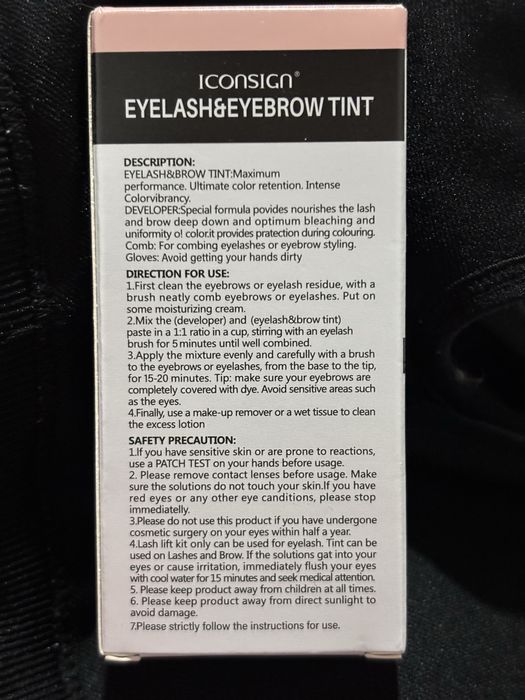 ICONSIGN®
EYELASH&EYEBROW TINT
DESCRIPTION:
EYELASH&BROW TINT:Maximum
performance. Ultimate color retention. Intense
Colorvibrancy.
DEVELOPER:Special formula povides nourishes the lash
and brow deep down and optimum bleaching and
uniformity o! color.it provides pratection during colouring.
Comb: For combing eyelashes or eyebrow styling.
Gloves: Avoid getting your hands dirty
DIRECTION FOR USE:
1.First clean the eyebrows or eyelash residue, with a
brush neatly comb eyebrows or eyelashes. Put on
some moisturizing cream.
2.Mix the (developer) and (eyelash&brow tint)
paste in a 1:1 ratio in a cup, stirring with an eyelash
brush for 5 minutes until well combined.
3.Apply the mixture evenly and carefully with a brush
to the eyebrows or eyelashes, from the base to the tip,
for 15-20 minutes. Tip: make sure your eyebrows are
completely covered with dye. Avoid sensitive areas such
as the eyes.
4.Finally, use a make-up remover or a wet tissue to clean
the excess lotion
SAFETY PRECAUTION:
1.If you have sensitive skin or are prone to reactions,
use a PATCH TEST on your hands before usage.
2. Please remove contact lenses before usage. Make
sure the solutions do not touch your skin.If you have
red eyes or any other eye canditions, please stop
immediatelly.
3.Please do not use this product if you have undergone
cosmetic surgery on your eyes within half a year.
4.Lash lift kit only can be used for eyelash. Tint can be
used on Lashes and Brow. If the solutions gat into your
eyes or cause irritation, immediately flush your eyes
with cool water for 15 minutes and seek medical attention.
5. Please keep product away from children at all times.
6. Please keep product away from direct sunlight to
avoid damage.
7.Please strictly follow the instructions for use.